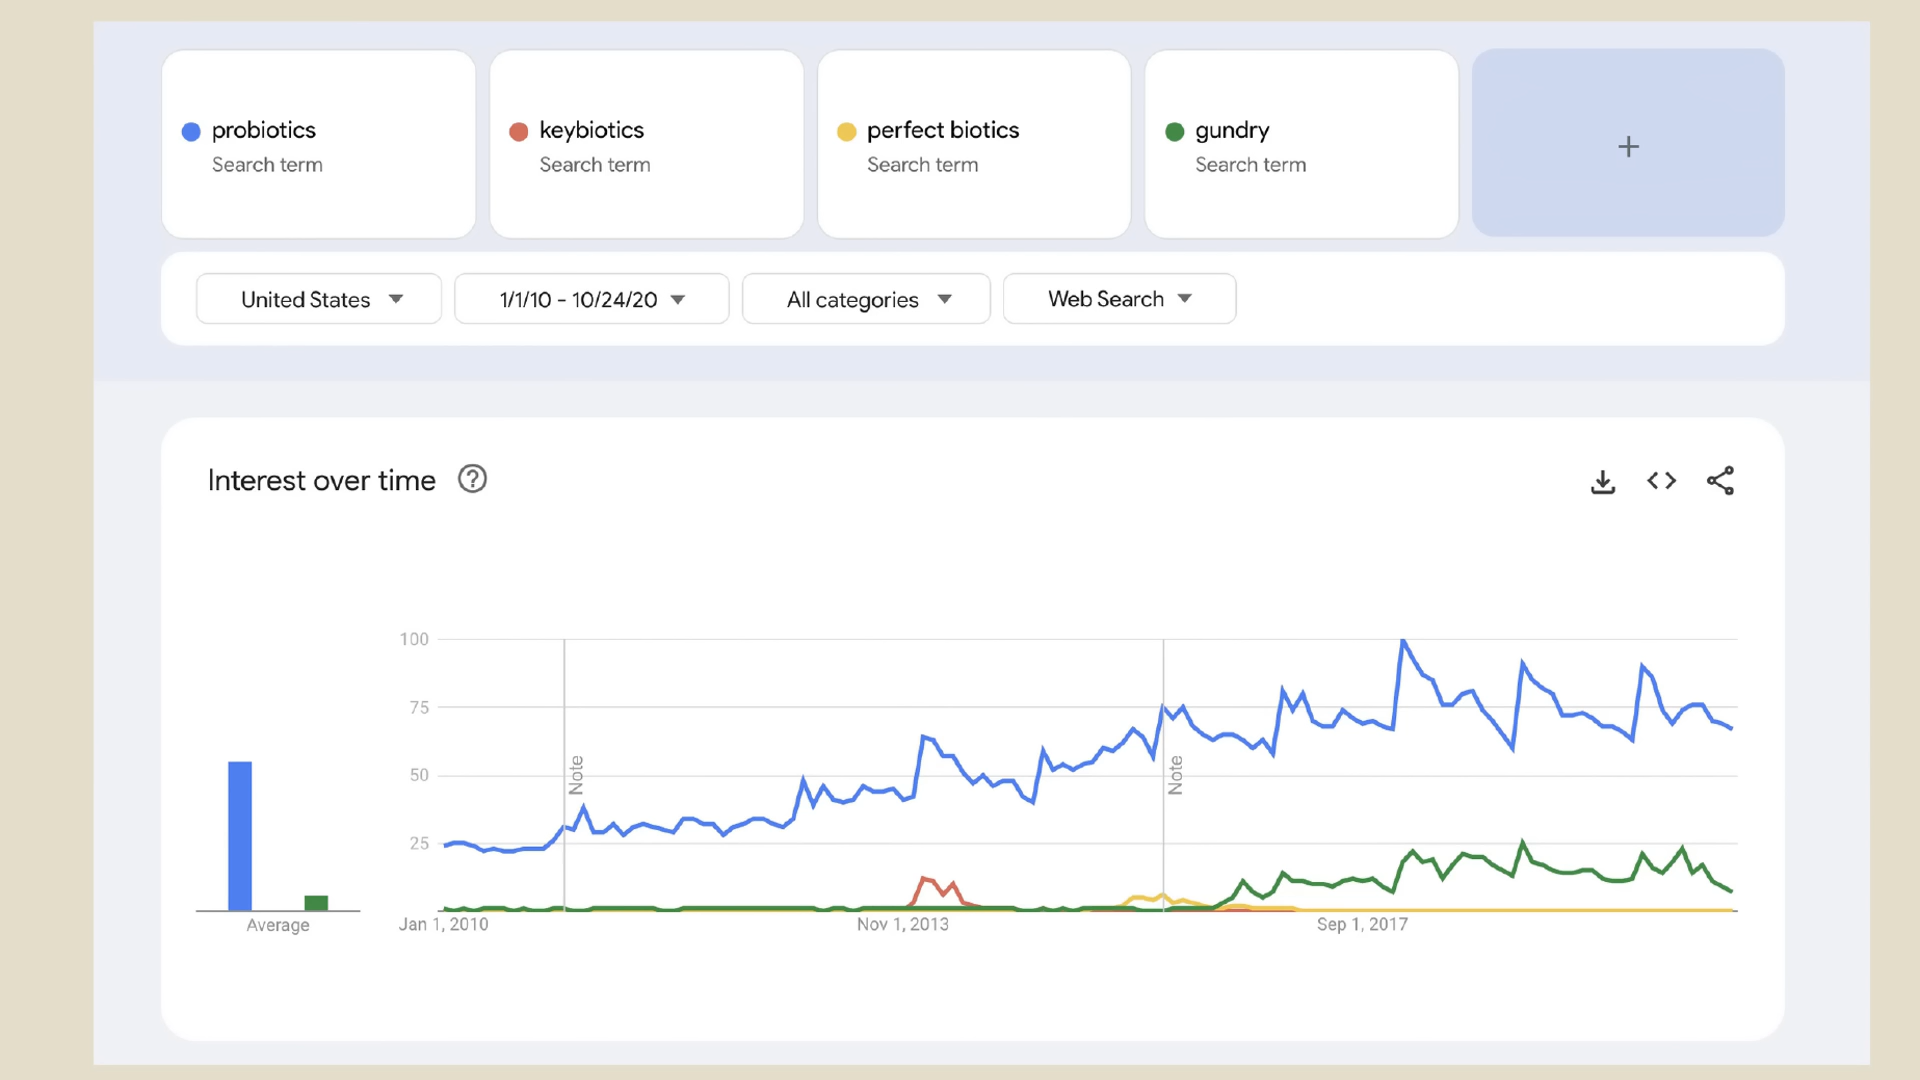 probiotics
Search term
keybiotics
Search term
perfect biotics
Search term
gundry
Search term
+
United States
1/1/10 - 10/24/20
All categories
Web Search
Interest over time
?
100
75
50
25
Note
Note
Average
Jan 1, 2010
Nov 1, 2013
Sep 1, 2017